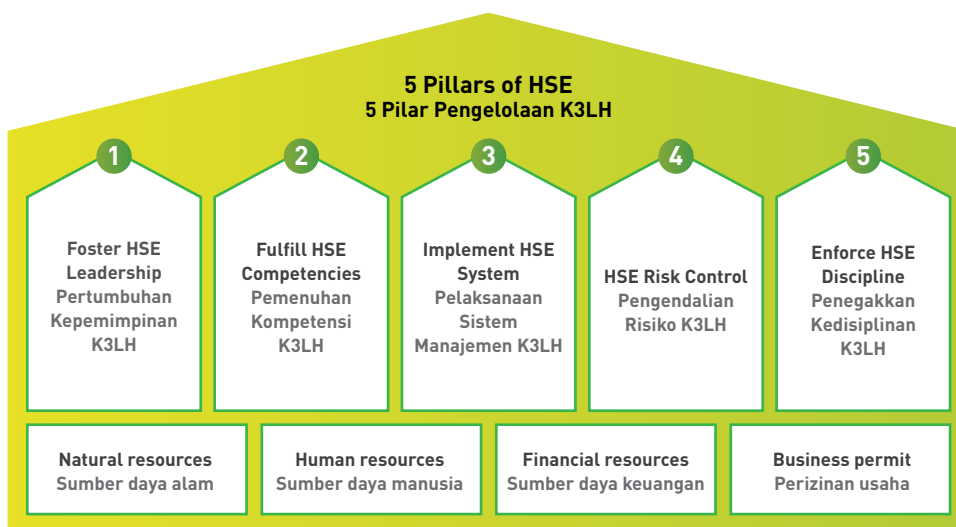 5 Pillars of HSE
5 Pilar Pengelolaan K3LH
1
Foster HSE
Leadership
Pertumbuhan
Kepemimpinan
K3LH
2
Fulfill HSE
Competencies
Pemenuhan
Kompetensi
K3LH
3
Implement HSE
System
Pelaksanaan
Sistem
Manajemen K3LH
4
HSE Risk Control
Pengendalian
Risiko K3LH
5
Enforce HSE
Discipline
Penegakkan
Kedisiplinan
K3LH
Natural resources
Sumber daya alam
Human resources
Sumber daya manusia
Financial resources
Sumber daya keuangan
Business permit
Perizinan usaha